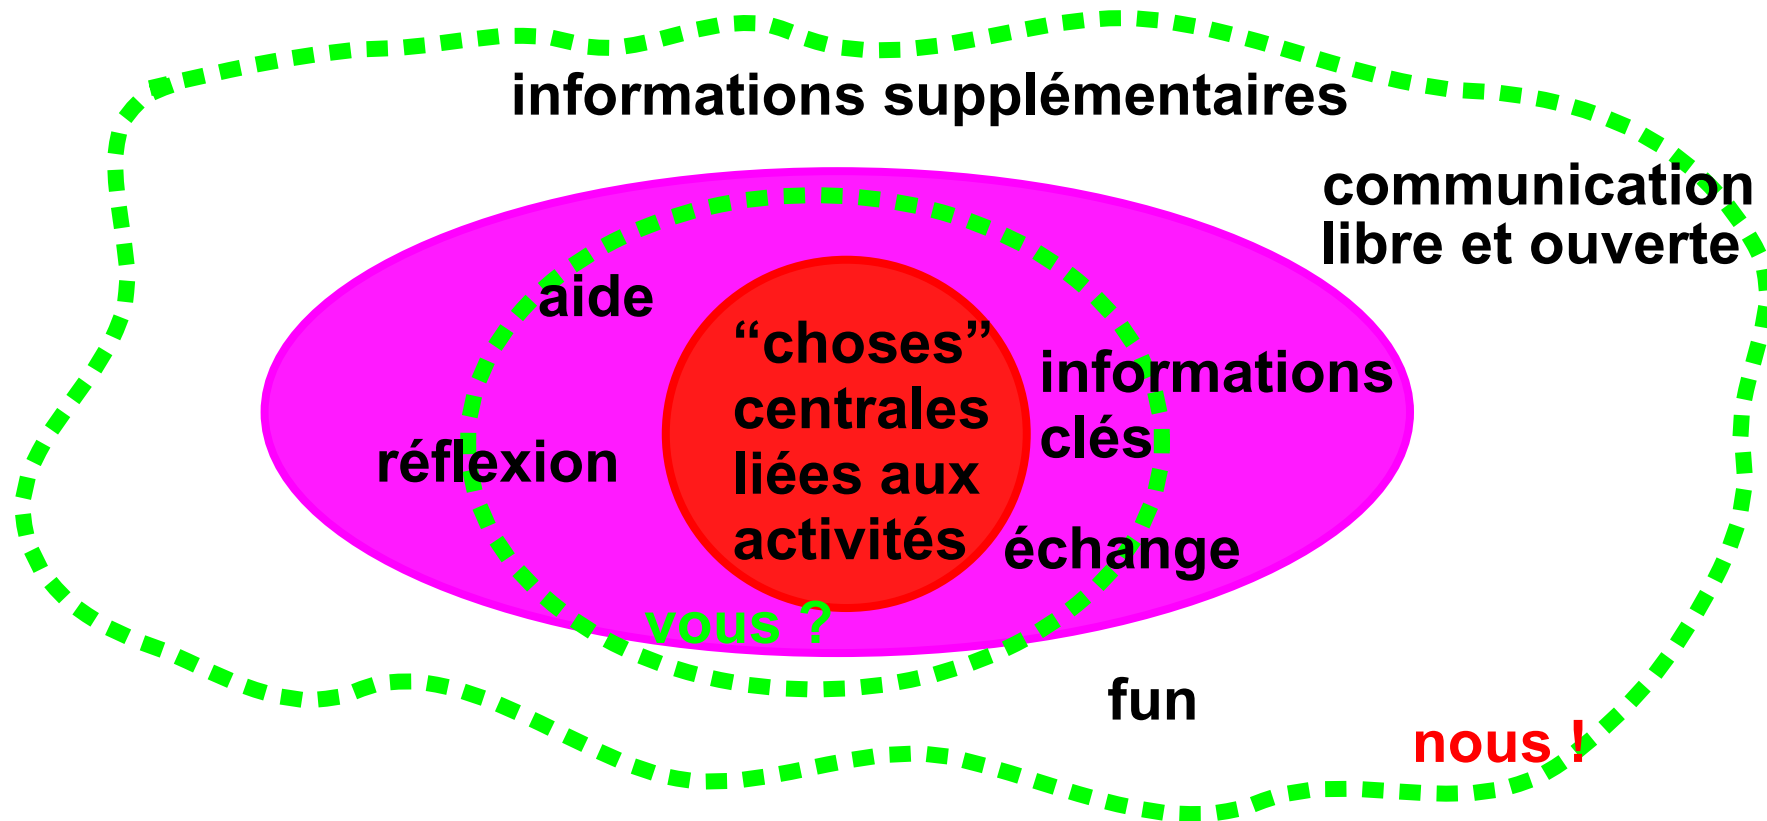 informations supplémentaires
communication
libre et ouverte
aide
“choses”
centrales
liées aux
activités
informations
clés
réflexion
échange
vous ?
fun
nous !